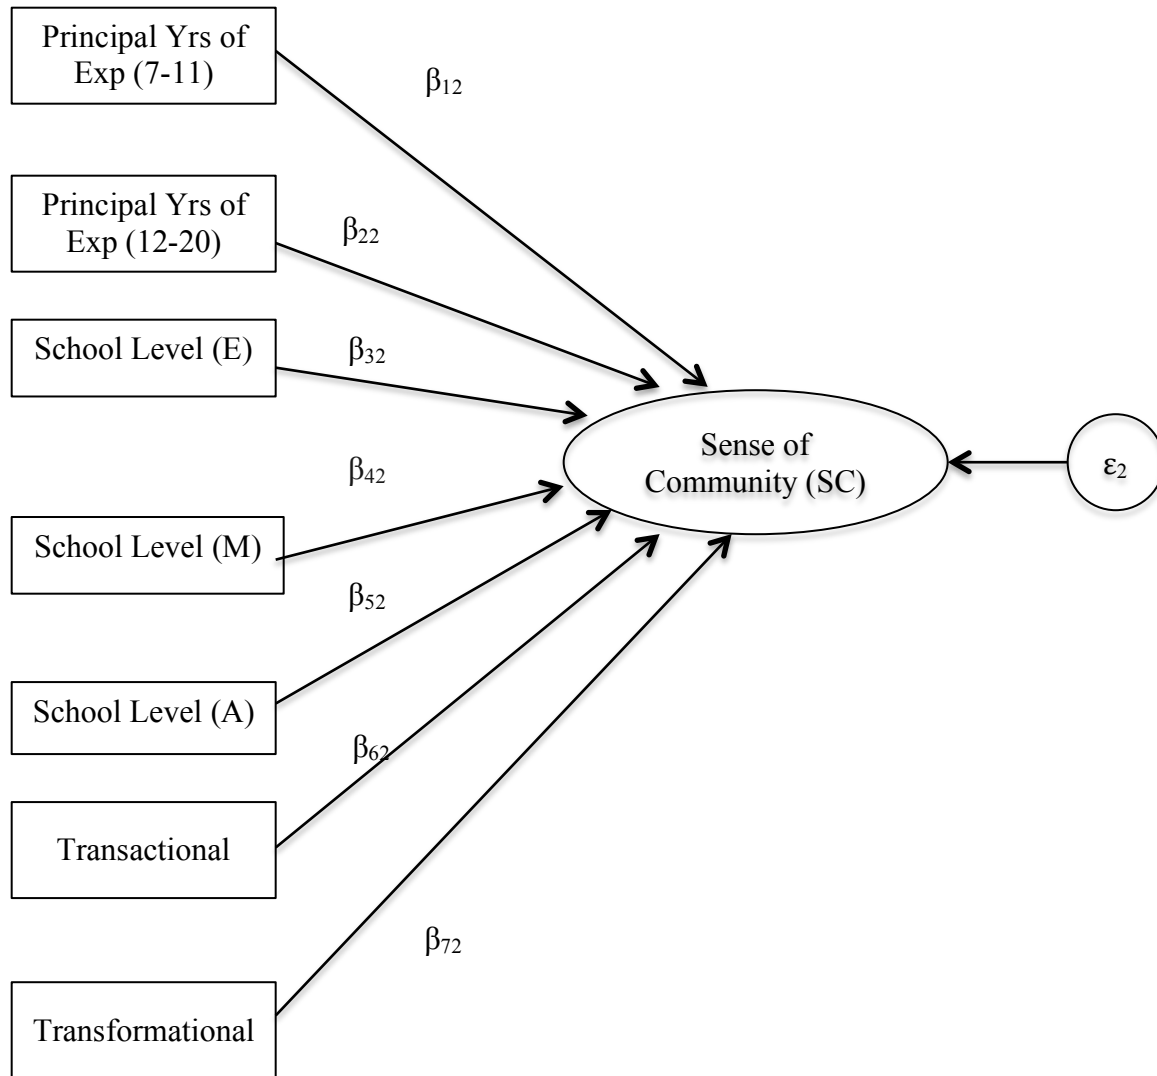 Principal Yrs of
Exp (7-11)
β₁₂
Principal Yrs of
Exp (12-20)
β₂₂
School Level (E)
β₃₂
Sense of
Community (SC)
ε₂
β₄₂
School Level (M)
β₅₂
School Level (A)
β₆₂
Transactional
β₇₂
Transformational